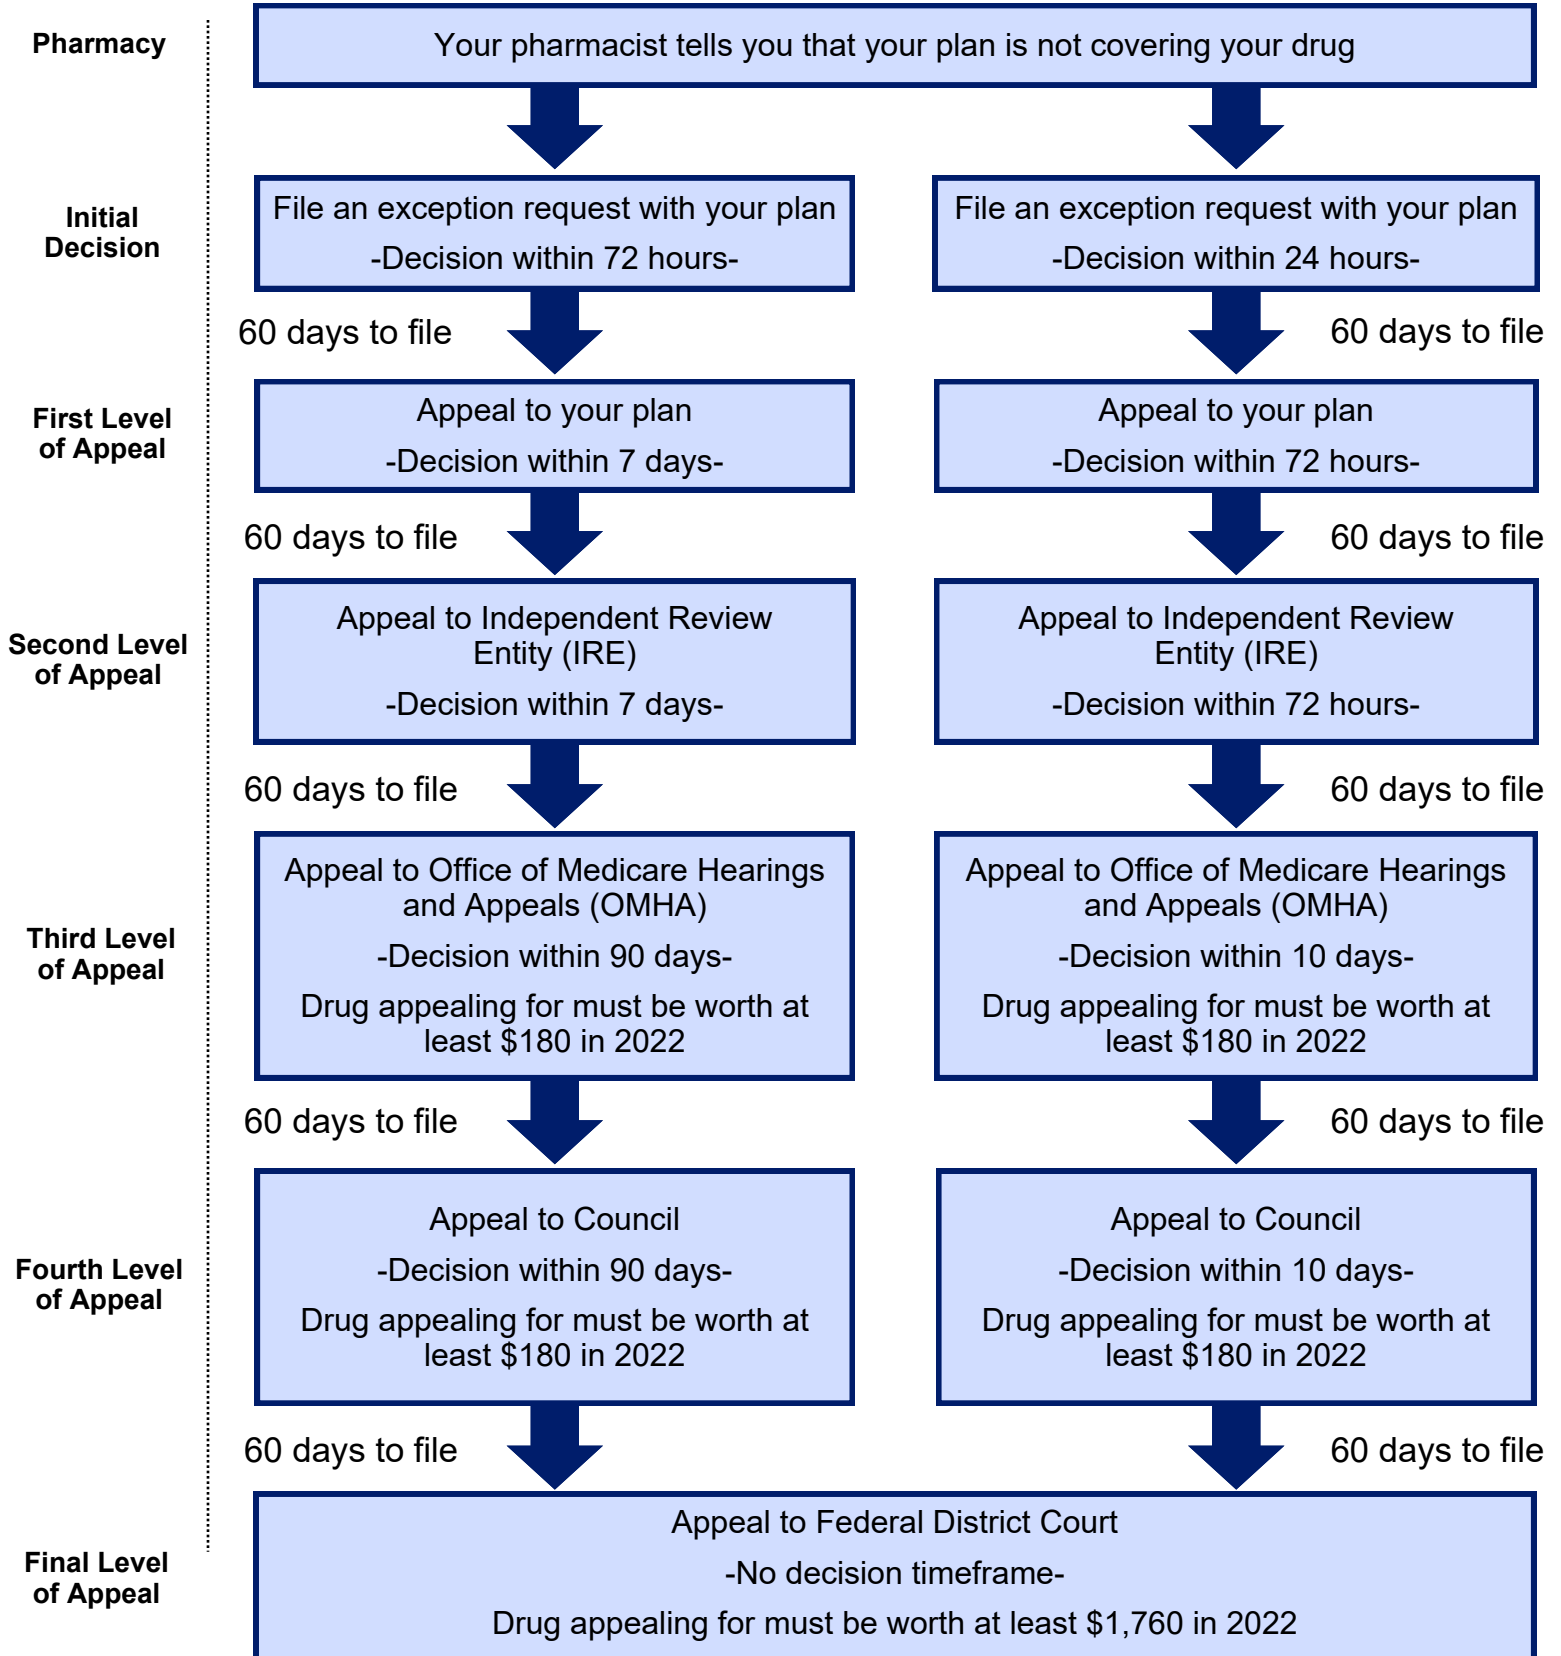 Pharmacy
Your pharmacist tells you that your plan is not covering your drug
Initial
Decision
File an exception request with your plan
-Decision within 72 hours-
File an exception request with your plan
-Decision within 24 hours-
60 days to file
60 days to file
First Level
of Appeal
Appeal to your plan
-Decision within 7 days-
Appeal to your plan
-Decision within 72 hours-
60 days to file
60 days to file
Second Level
of Appeal
Appeal to Independent Review
Entity (IRE)
-Decision within 7 days-
Appeal to Independent Review
Entity (IRE)
-Decision within 72 hours-
60 days to file
60 days to file
Third Level
of Appeal
Appeal to Office of Medicare Hearings
and Appeals (OMHA)
-Decision within 90 days-
Drug appealing for must be worth at
least $180 in 2022
Appeal to Office of Medicare Hearings
and Appeals (OMHA)
-Decision within 10 days-
Drug appealing for must be worth at
least $180 in 2022
60 days to file
60 days to file
Fourth Level
of Appeal
Appeal to Council
-Decision within 90 days-
Drug appealing for must be worth at
least $180 in 2022
Appeal to Council
-Decision within 10 days-
Drug appealing for must be worth at
least $180 in 2022
60 days to file
60 days to file
Final Level
of Appeal
Appeal to Federal District Court
-No decision timeframe-
Drug appealing for must be worth at least $1,760 in 2022